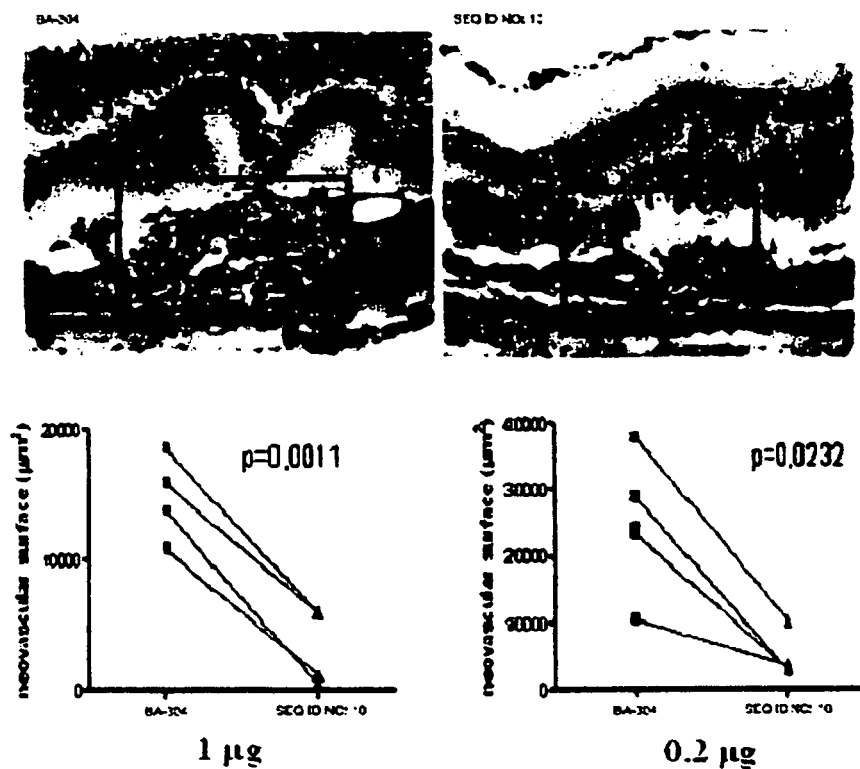 BA-304
SEQ ID NO: 10
neovascular surface (µm²)
20000
10000
0
p=0.0011
BA-304
SEQ ID NO: 10
1 µg
neovascular surface (µm²)
40000
30000
20000
10000
0
p=0.0232
BA-304
SEQ ID NO: 10
0.2 µg